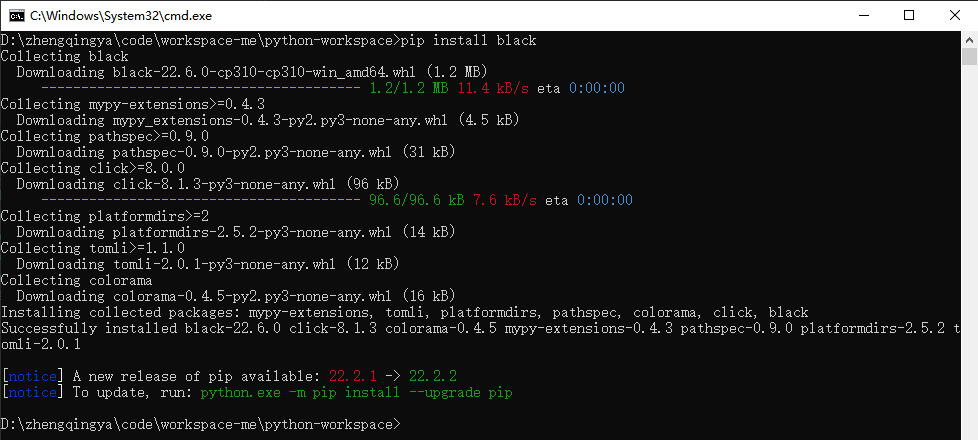 C:\Windows\System32\cmd.exe
D:\zhengqingya\code\workspace-me\python-workspace>pip install black
Collecting black
  Downloading black-22.6.0-cp310-cp310-win_amd64.whl (1.2 MB)
     ---------------------------------------- 1.2/1.2 MB 11.4 kB/s eta 0:00:00
Collecting mypy-extensions>=0.4.3
  Downloading mypy_extensions-0.4.3-py2.py3-none-any.whl (4.5 kB)
Collecting pathspec>=0.9.0
  Downloading pathspec-0.9.0-py2.py3-none-any.whl (31 kB)
Collecting click>=8.0.0
  Downloading click-8.1.3-py3-none-any.whl (96 kB)
     ---------------------------------------- 96.6/96.6 kB 7.6 kB/s eta 0:00:00
Collecting platformdirs>=2
  Downloading platformdirs-2.5.2-py3-none-any.whl (14 kB)
Collecting tomli>=1.1.0
  Downloading tomli-2.0.1-py3-none-any.whl (12 kB)
Collecting colorama
  Downloading colorama-0.4.5-py2.py3-none-any.whl (16 kB)
Installing collected packages: mypy-extensions, tomli, platformdirs, pathspec, colorama, click, black
Successfully installed black-22.6.0 click-8.1.3 colorama-0.4.5 mypy-extensions-0.4.3 pathspec-0.9.0 platformdirs-2.5.2 t
omli-2.0.1
[notice] A new release of pip available: 22.2.1 -> 22.2.2
[notice] To update, run: python.exe -m pip install --upgrade pip
D:\zhengqingya\code\workspace-me\python-workspace>